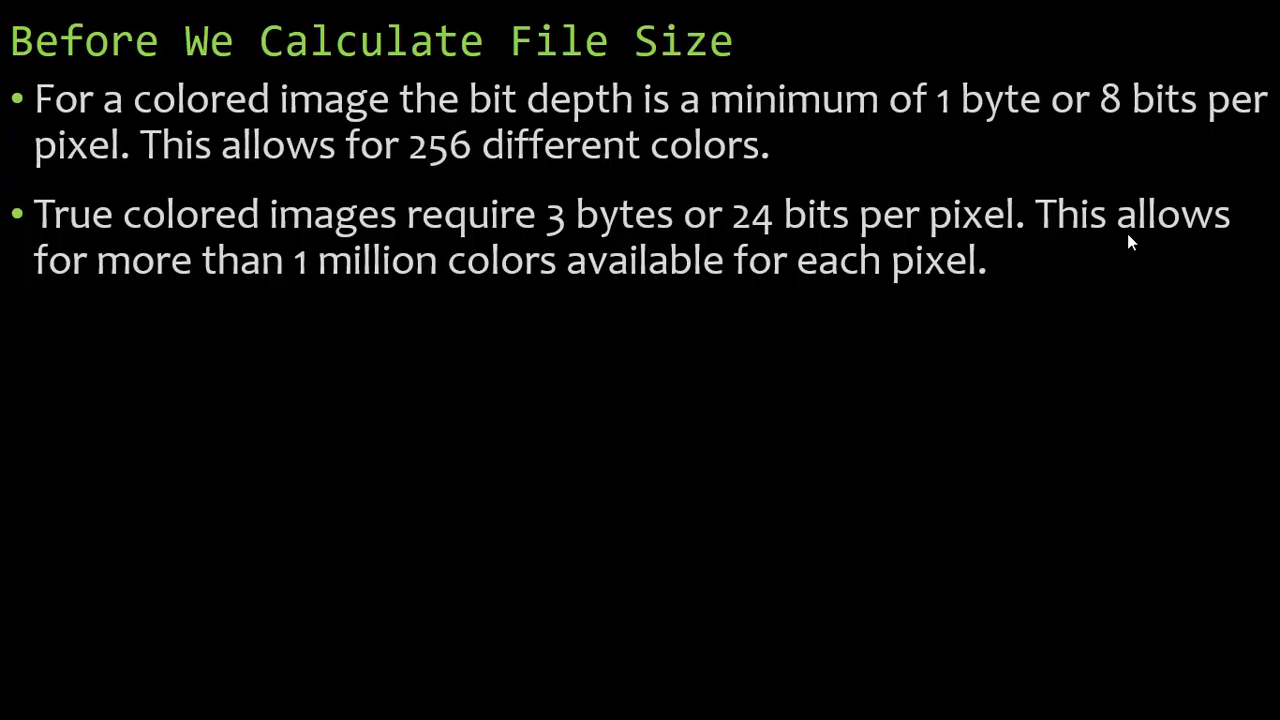 Before We Calculate File Size
• For a colored image the bit depth is a minimum of 1 byte or 8 bits per
pixel. This allows for 256 different colors.
• True colored images require 3 bytes or 24 bits per pixel. This allows
for more than 1 million colors available for each pixel.